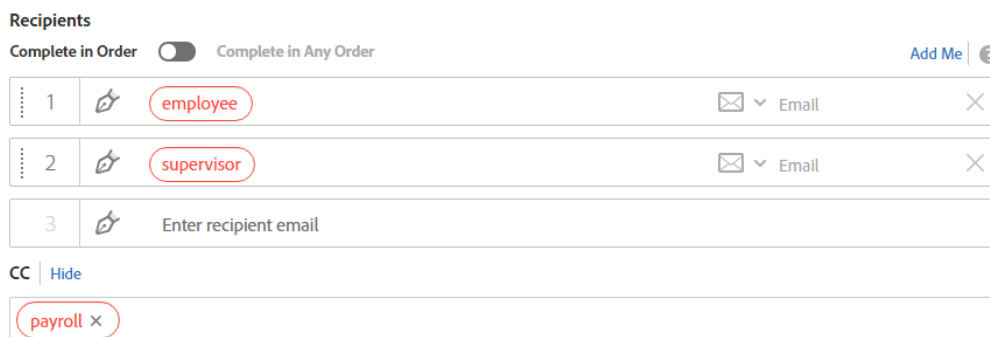 Recipients
Complete in Order Complete in Any Order Add Me
1 employee Email
2 supervisor Email
3 Enter recipient email
CC Hide
payroll